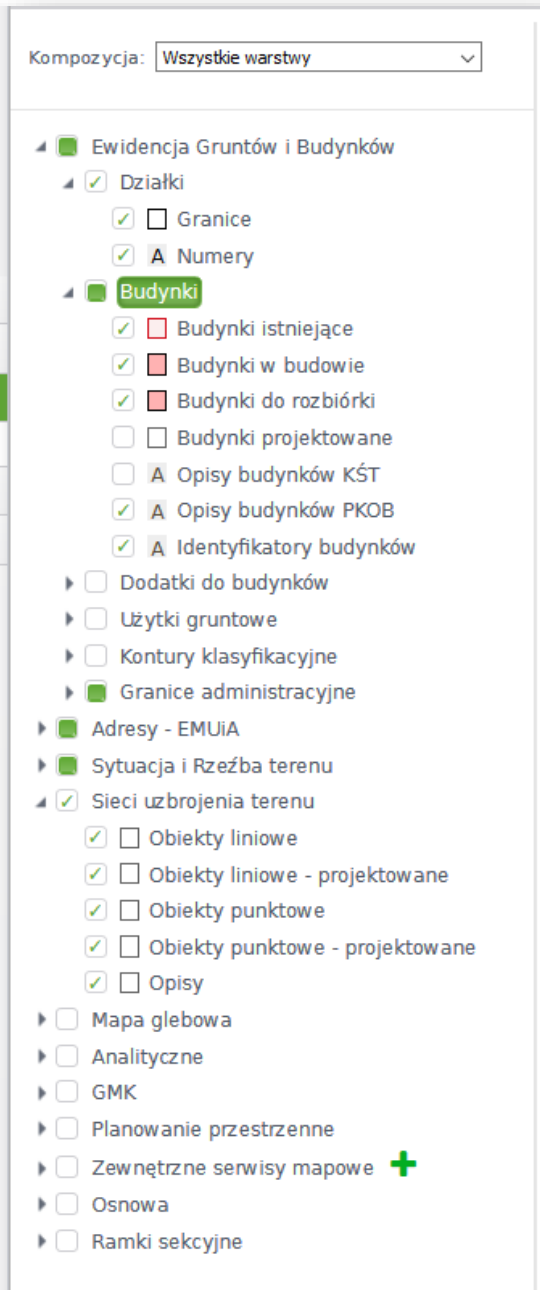 Kompozycja: Wszystkie warstwy
Ewidencja Gruntów i Budynków
Działki
Granice
A Numery
Budynki
Budynki istniejące
Budynki w budowie
Budynki do rozbiórki
Budynki projektowane
A Opisy budynków KŚT
A Opisy budynków PKOB
A Identyfikatory budynków
Dodatki do budynków
Użytki gruntowe
Kontury klasyfikacyjne
Granice administracyjne
Adresy - EMUiA
Sytuacja i Rzeźba terenu
Sieci uzbrojenia terenu
Obiekty liniowe
Obiekty liniowe - projektowane
Obiekty punktowe
Obiekty punktowe - projektowane
Opisy
Mapa glebowa
Analityczne
GMK
Planowanie przestrzenne
Zewnętrzne serwisy mapowe
Osnowa
Ramki sekcyjne